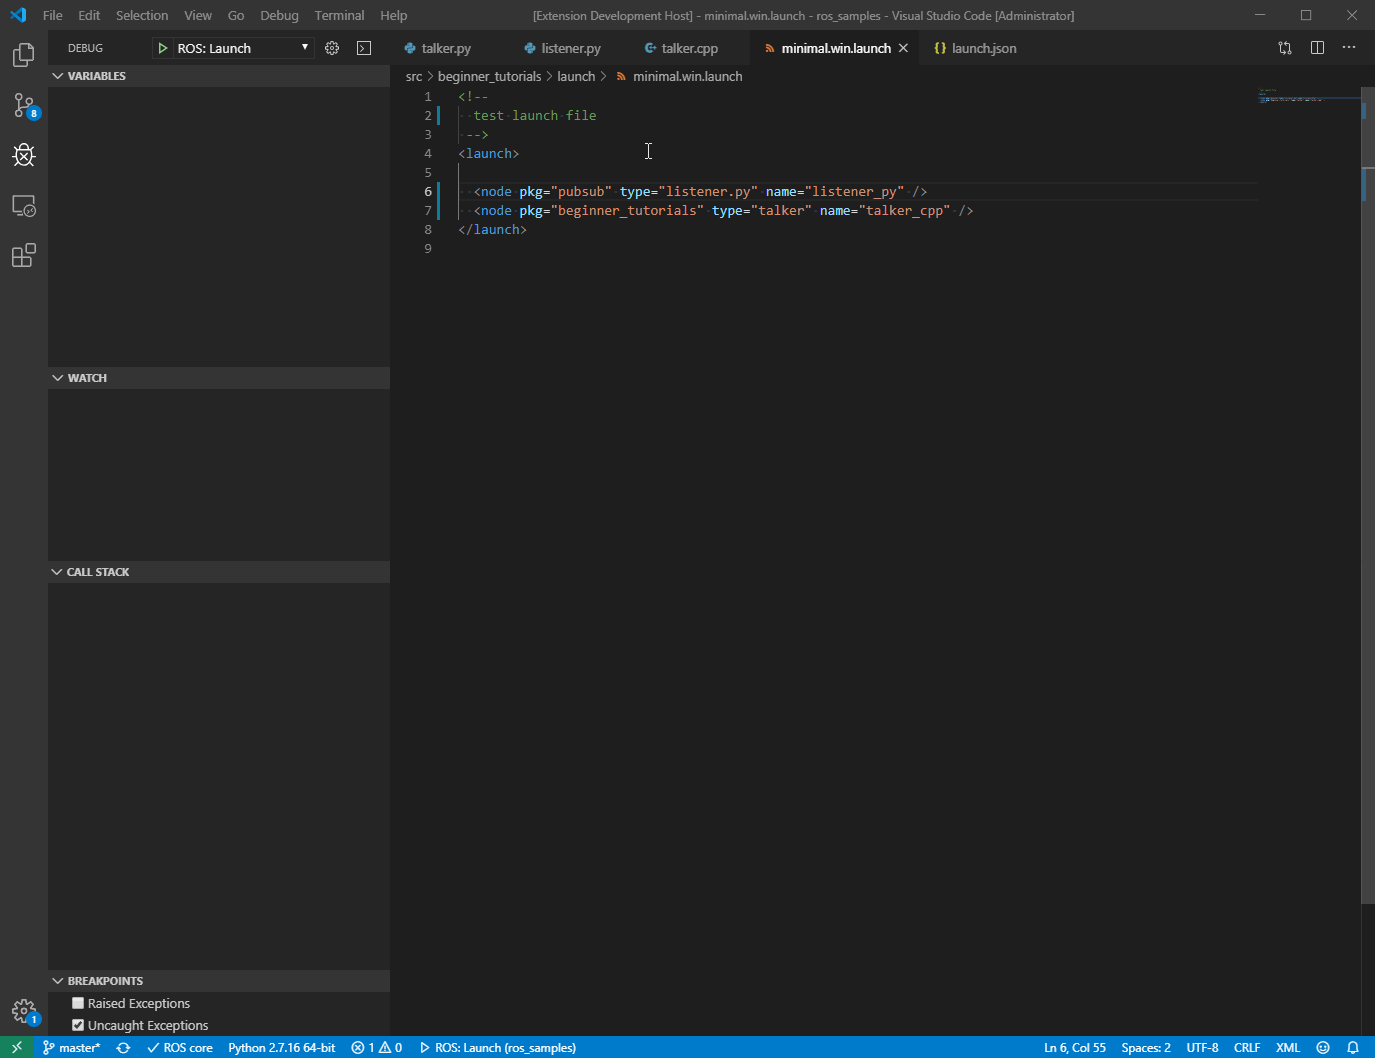 File Edit Selection View Go Debug Terminal Help
[Extension Development Host] - minimal.win.launch - ros_samples - Visual Studio Code [Administrator]
DEBUG
ROS: Launch
talker.py
listener.py
talker.cpp
minimal.win.launch
launch.json
VARIABLES
src > beginner_tutorials > launch > minimal.win.launch
1 <!--
2 test launch file
3 -->
4 <launch>
5
6 <node pkg="pubsub" type="listener.py" name="listener_py" />
7 <node pkg="beginner_tutorials" type="talker" name="talker_cpp" />
8 </launch>
9
8
WATCH
CALL STACK
BREAKPOINTS
Raised Exceptions
Uncaught Exceptions
1
master* ROS core Python 2.7.16 64-bit 1 0 ROS: Launch (ros_samples) Ln 6, Col 55 Spaces: 2 UTF-8 CRLF XML